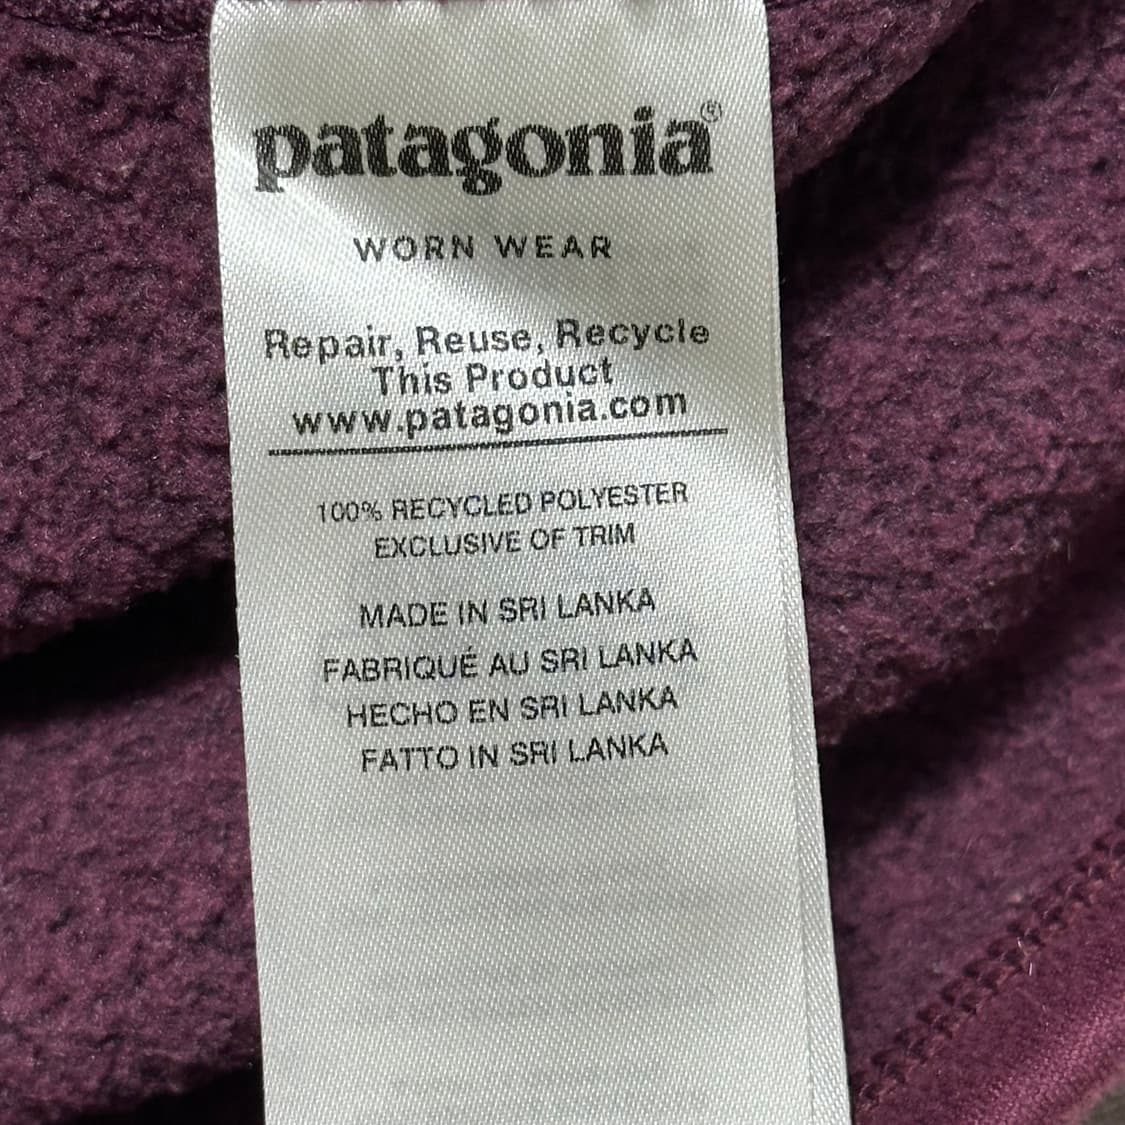 patagonia®
WORN WEAR
Repair, Reuse, Recycle
This Product
www.patagonia.com
100% RECYCLED POLYESTER
EXCLUSIVE OF TRIM
MADE IN SRI LANKA
FABRIQUÉ AU SRI LANKA
HECHO EN SRI LANKA
FATTO IN SRI LANKA